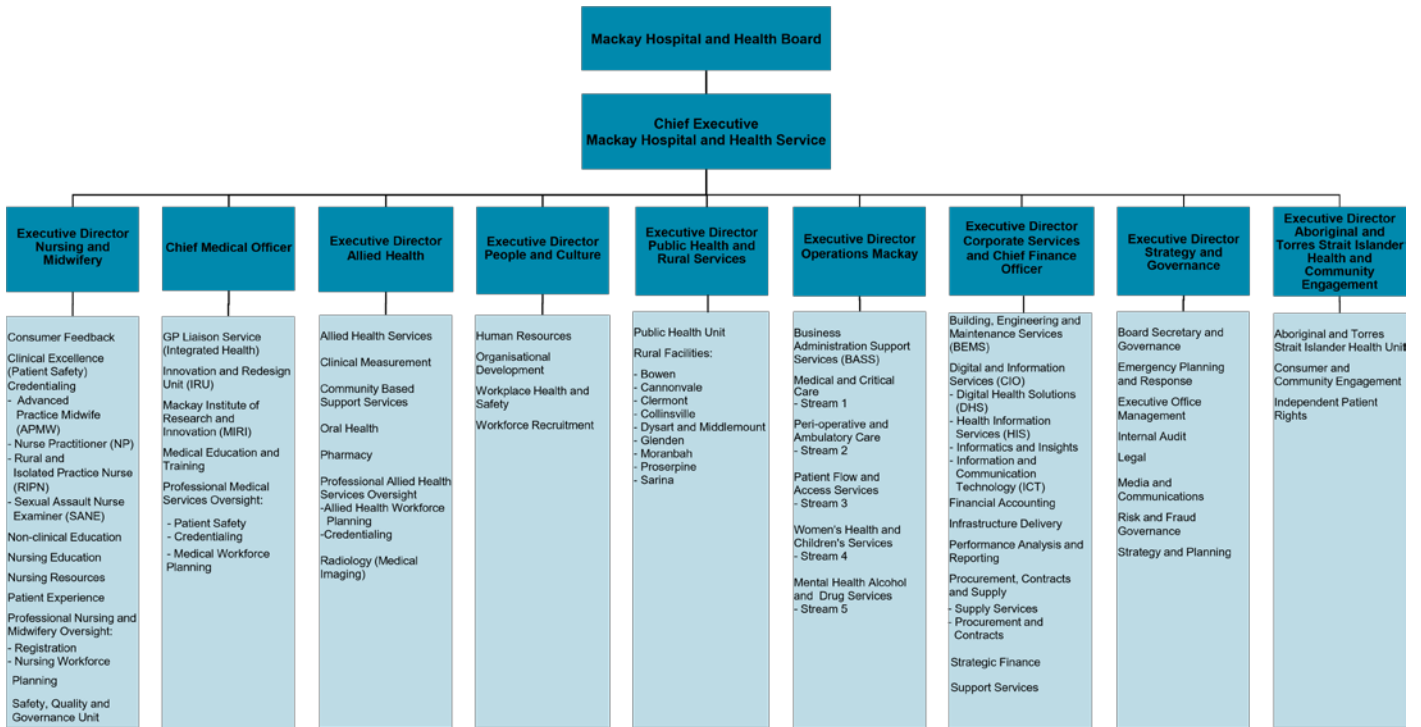 Mackay Hospital and Health Board
Chief Executive
Mackay Hospital and Health Service
Executive Director
Nursing and
Midwifery
Consumer Feedback
Clinical Excellence
(Patient Safety)
Credentialing
- Advanced
Practice Midwife
(APMW)
- Nurse Practitioner (NP)
- Rural and
Isolated Practice Nurse
(RIPN)
- Sexual Assault Nurse
Examiner (SANE)
Non-clinical Education
Nursing Education
Nursing Resources
Patient Experience
Professional Nursing and
Midwifery Oversight:
- Registration
- Nursing Workforce
Planning
Safety, Quality and
Governance Unit
Chief Medical Officer
GP Liaison Service
(Integrated Health)
Innovation and Redesign
Unit (IRU)
Mackay Institute of
Research and
Innovation (MIRI)
Medical Education and
Training
Professional Medical
Services Oversight:
- Patient Safety
- Credentialing
- Medical Workforce
Planning
Executive Director
Allied Health
Allied Health Services
Clinical Measurement
Community Based
Support Services
Oral Health
Pharmacy
Professional Allied Health
Services Oversight
-Allied Health Workforce
Planning
-Credentialing
Radiology (Medical
Imaging)
Executive Director
People and Culture
Human Resources
Organisational
Development
Workplace Health and
Safety
Workforce Recruitment
Executive Director
Public Health and
Rural Services
Public Health Unit
Rural Facilities:
- Bowen
- Cannonvale
- Clermont
- Collinsville
- Dysart and Middlemount
- Glenden
- Moranbah
- Proserpine
- Sarina
Executive Director
Operations Mackay
Business
Administration Support
Services (BASS)
Medical and Critical
Care
- Stream 1
Peri-operative and
Ambulatory Care
- Stream 2
Patient Flow and
Access Services
- Stream 3
Women's Health and
Children's Services
- Stream 4
Mental Health Alcohol
and Drug Services
- Stream 5
Executive Director
Corporate Services
and Chief Finance
Officer
Building, Engineering and
Maintenance Services
(BEMS)
Digital and Information
Services (CIO)
- Digital Health Solutions
(DHS)
- Health Information
Services (HIS)
- Informatics and Insights
- Information and
Communication
Technology (ICT)
Financial Accounting
Infrastructure Delivery
Performance Analysis and
Reporting
Procurement, Contracts
and Supply
- Supply Services
- Procurement and
Contracts
Strategic Finance
Support Services
Executive Director
Strategy and
Governance
Board Secretary and
Governance
Emergency Planning
and Response
Executive Office
Management
Internal Audit
Legal
Media and
Communications
Risk and Fraud
Governance
Strategy and Planning
Executive Director
Aboriginal and
Torres Strait Islander
Health and
Community
Engagement
Aboriginal and Torres
Strait Islander Health Unit
Consumer and
Community Engagement
Independent Patient
Rights